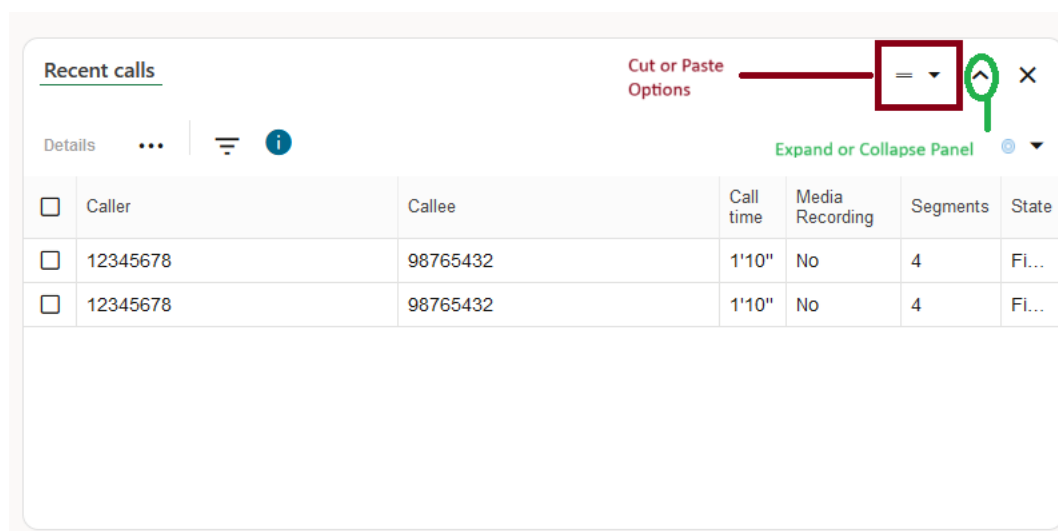 Recent calls
Cut or Paste
Options
Expand or Collapse Panel
Details
Caller Callee Call time Media Recording Segments State
12345678 98765432 1'10" No 4 Fi...
12345678 98765432 1'10" No 4 Fi...